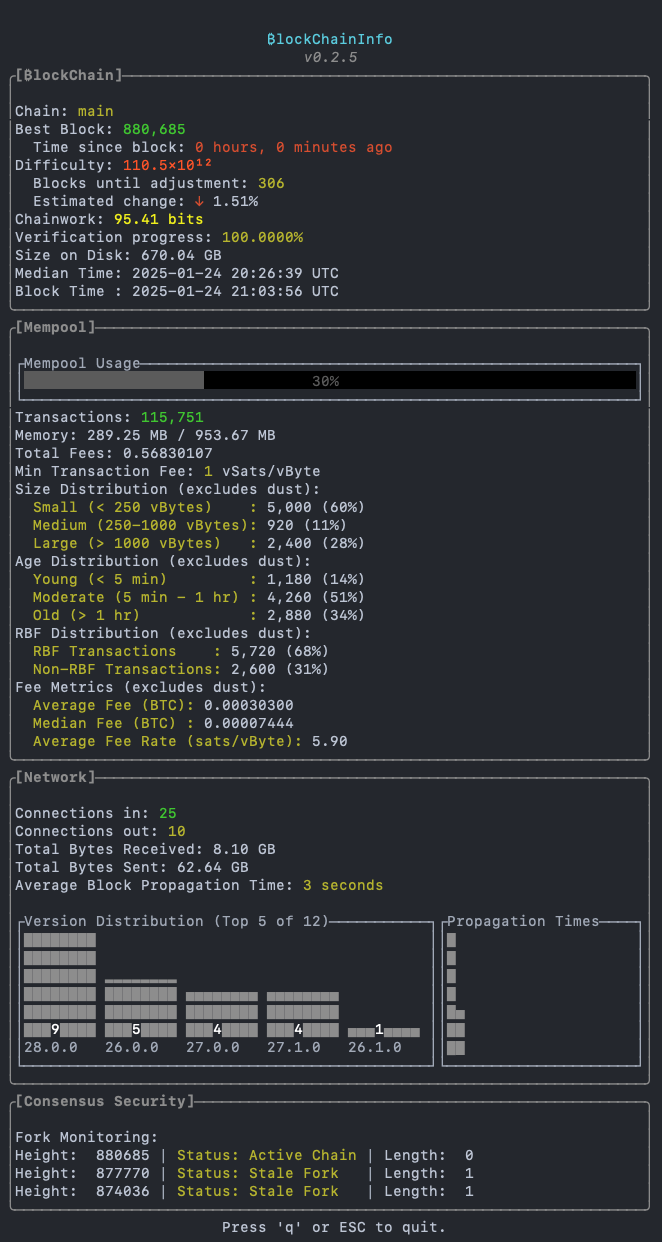 ₿lockChainInfo
v0.2.5
[₿lockChain]
Chain: main
Best Block: 880,685
Time since block: 0 hours, 0 minutes ago
Difficulty: 110.5×10¹²
Blocks until adjustment: 306
Estimated change: ↓ 1.51%
Chainwork: 95.41 bits
Verification progress: 100.0000%
Size on Disk: 670.04 GB
Median Time: 2025-01-24 20:26:39 UTC
Block Time : 2025-01-24 21:03:56 UTC
[Mempool]
Mempool Usage
30%
Transactions: 115,751
Memory: 289.25 MB / 953.67 MB
Total Fees: 0.56830107
Min Transaction Fee: 1 vSats/vByte
Size Distribution (excludes dust):
Small (< 250 vBytes)    : 5,000 (60%)
Medium (250-1000 vBytes): 920 (11%)
Large (> 1000 vBytes)   : 2,400 (28%)
Age Distribution (excludes dust):
Young (< 5 min)         : 1,180 (14%)
Moderate (5 min - 1 hr) : 4,260 (51%)
Old (> 1 hr)            : 2,880 (34%)
RBF Distribution (excludes dust):
RBF Transactions    : 5,720 (68%)
Non-RBF Transactions: 2,600 (31%)
Fee Metrics (excludes dust):
Average Fee (BTC): 0.00030300
Median Fee (BTC) : 0.00007444
Average Fee Rate (sats/vByte): 5.90
[Network]
Connections in: 25
Connections out: 10
Total Bytes Received: 8.10 GB
Total Bytes Sent: 62.64 GB
Average Block Propagation Time: 3 seconds
Version Distribution (Top 5 of 12) Propagation Times
9 5 4 4 1
28.0.0 26.0.0 27.0.0 27.1.0 26.1.0
[Consensus Security]
Fork Monitoring:
Height:  880685 | Status: Active Chain | Length:  0
Height:  877770 | Status: Stale Fork   | Length:  1
Height:  874036 | Status: Stale Fork   | Length:  1
Press 'q' or ESC to quit.